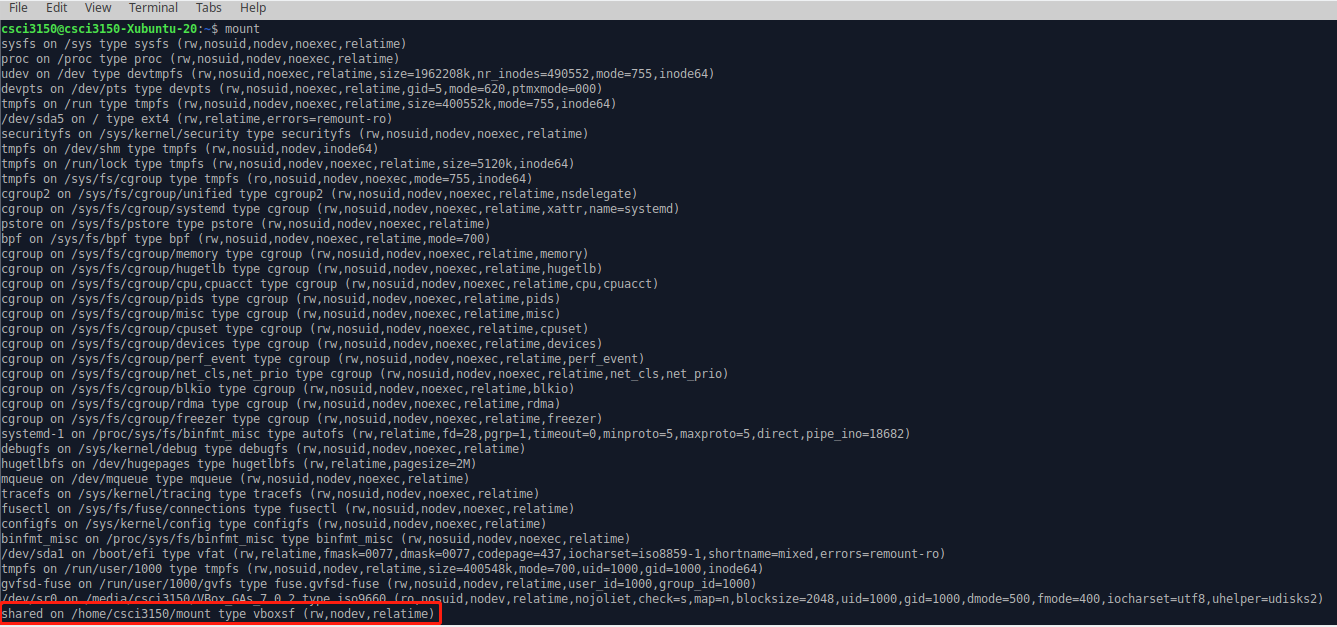 File Edit View Terminal Tabs Help
csci3150@csci3150-Xubuntu-20:~$ mount
sysfs on /sys type sysfs (rw,nosuid,nodev,noexec,relatime)
proc on /proc type proc (rw,nosuid,nodev,noexec,relatime)
udev on /dev type devtmpfs (rw,nosuid,noexec,relatime,size=1962208k,nr_inodes=490552,mode=755,inode64)
devpts on /dev/pts type devpts (rw,nosuid,noexec,relatime,gid=5,mode=620,ptmxmode=000)
tmpfs on /run type tmpfs (rw,nosuid,nodev,noexec,relatime,size=400552k,mode=755,inode64)
/dev/sda5 on / type ext4 (rw,relatime,errors=remount-ro)
securityfs on /sys/kernel/security type securityfs (rw,nosuid,nodev,noexec,relatime)
tmpfs on /dev/shm type tmpfs (rw,nosuid,nodev,inode64)
tmpfs on /run/lock type tmpfs (rw,nosuid,nodev,noexec,relatime,size=5120k,inode64)
tmpfs on /sys/fs/cgroup type tmpfs (ro,nosuid,nodev,noexec,mode=755,inode64)
cgroup2 on /sys/fs/cgroup/unified type cgroup2 (rw,nosuid,nodev,noexec,relatime,nsdelegate)
cgroup on /sys/fs/cgroup/systemd type cgroup (rw,nosuid,nodev,noexec,relatime,xattr,name=systemd)
pstore on /sys/fs/pstore type pstore (rw,nosuid,nodev,noexec,relatime)
bpf on /sys/fs/bpf type bpf (rw,nosuid,nodev,noexec,relatime,mode=700)
cgroup on /sys/fs/cgroup/memory type cgroup (rw,nosuid,nodev,noexec,relatime,memory)
cgroup on /sys/fs/cgroup/hugetlb type cgroup (rw,nosuid,nodev,noexec,relatime,hugetlb)
cgroup on /sys/fs/cgroup/cpu,cpuacct type cgroup (rw,nosuid,nodev,noexec,relatime,cpu,cpuacct)
cgroup on /sys/fs/cgroup/pids type cgroup (rw,nosuid,nodev,noexec,relatime,pids)
cgroup on /sys/fs/cgroup/misc type cgroup (rw,nosuid,nodev,noexec,relatime,misc)
cgroup on /sys/fs/cgroup/cpuset type cgroup (rw,nosuid,nodev,noexec,relatime,cpuset)
cgroup on /sys/fs/cgroup/devices type cgroup (rw,nosuid,nodev,noexec,relatime,devices)
cgroup on /sys/fs/cgroup/perf_event type cgroup (rw,nosuid,nodev,noexec,relatime,perf_event)
cgroup on /sys/fs/cgroup/net_cls,net_prio type cgroup (rw,nosuid,nodev,noexec,relatime,net_cls,net_prio)
cgroup on /sys/fs/cgroup/blkio type cgroup (rw,nosuid,nodev,noexec,relatime,blkio)
cgroup on /sys/fs/cgroup/rdma type cgroup (rw,nosuid,nodev,noexec,relatime,rdma)
cgroup on /sys/fs/cgroup/freezer type cgroup (rw,nosuid,nodev,noexec,relatime,freezer)
systemd-1 on /proc/sys/fs/binfmt_misc type autofs (rw,relatime,fd=28,pgrp=1,timeout=0,minproto=5,maxproto=5,direct,pipe_ino=18682)
debugfs on /sys/kernel/debug type debugfs (rw,nosuid,nodev,noexec,relatime)
hugetlbfs on /dev/hugepages type hugetlbfs (rw,relatime,pagesize=2M)
mqueue on /dev/mqueue type mqueue (rw,nosuid,nodev,noexec,relatime)
tracefs on /sys/kernel/tracing type tracefs (rw,nosuid,nodev,noexec,relatime)
fusectl on /sys/fs/fuse/connections type fusectl (rw,nosuid,nodev,noexec,relatime)
configfs on /sys/kernel/config type configfs (rw,nosuid,nodev,noexec,relatime)
binfmt_misc on /proc/sys/fs/binfmt_misc type binfmt_misc (rw,nosuid,nodev,noexec,relatime)
/dev/sda1 on /boot/efi type vfat (rw,relatime,fmask=0077,dmask=0077,codepage=437,iocharset=iso8859-1,shortname=mixed,errors=remount-ro)
tmpfs on /run/user/1000 type tmpfs (rw,nosuid,nodev,relatime,size=400548k,mode=700,uid=1000,gid=1000,inode64)
gvfsd-fuse on /run/user/1000/gvfs type fuse.gvfsd-fuse (rw,nosuid,nodev,relatime,user_id=1000,group_id=1000)
/dev/sr0 on /media/csci3150/VBox_GAs_7.0.2 type iso9660 (ro,nosuid,nodev,relatime,nojoliet,check=s,map=n,blocksize=2048,uid=1000,gid=1000,dmode=500,fmode=400,iocharset=utf8,uhelper=udisks2)
shared on /home/csci3150/mount type vboxsf (rw,nodev,relatime)